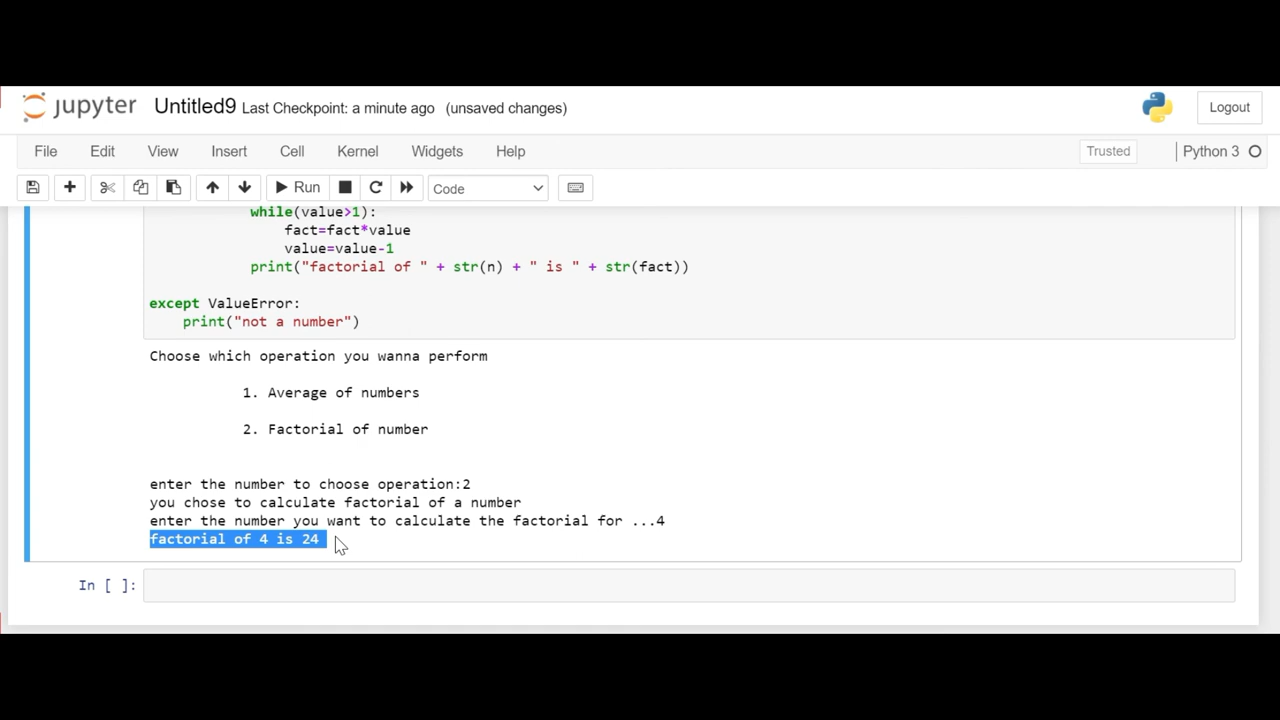 jupyter Untitled9 Last Checkpoint: a minute ago (unsaved changes) Logout
File Edit View Insert Cell Kernel Widgets Help Trusted Python 3
Run Code
while(value>1):
fact=fact*value
value=value-1
print("factorial of " + str(n) + " is " + str(fact))
except ValueError:
print("not a number")
Choose which operation you wanna perform
1. Average of numbers
2. Factorial of number
enter the number to choose operation:2
you chose to calculate factorial of a number
enter the number you want to calculate the factorial for ...4
factorial of 4 is 24
In [ ]: